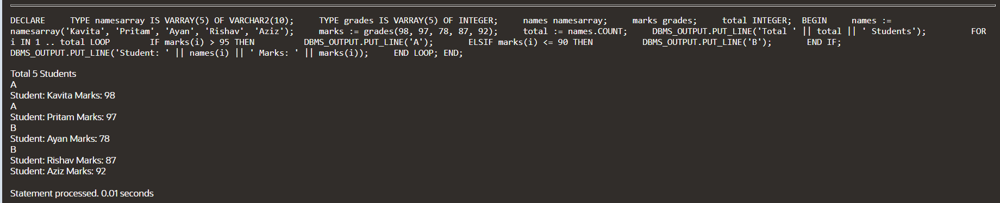 DECLARE     TYPE namesarray IS VARRAY(5) OF VARCHAR2(10);     TYPE grades IS VARRAY(5) OF INTEGER;     names namesarray;     marks grades;     total INTEGER;  BEGIN     names :=
namesarray('Kavita', 'Pritam', 'Ayan', 'Rishav', 'Aziz');     marks := grades(98, 97, 78, 87, 92);     total := names.COUNT;     DBMS_OUTPUT.PUT_LINE('Total ' || total || ' Students');         FOR
i IN 1 .. total LOOP        IF marks(i) > 95 THEN          DBMS_OUTPUT.PUT_LINE('A');       ELSIF marks(i) <= 90 THEN          DBMS_OUTPUT.PUT_LINE('B');       END IF;
DBMS_OUTPUT.PUT_LINE('Student: ' || names(i) || ' Marks: ' || marks(i));     END LOOP; END;
Total 5 Students
A
Student: Kavita Marks: 98
A
Student: Pritam Marks: 97
B
Student: Ayan Marks: 78
B
Student: Rishav Marks: 87
Student: Aziz Marks: 92
Statement processed. 0.01 seconds